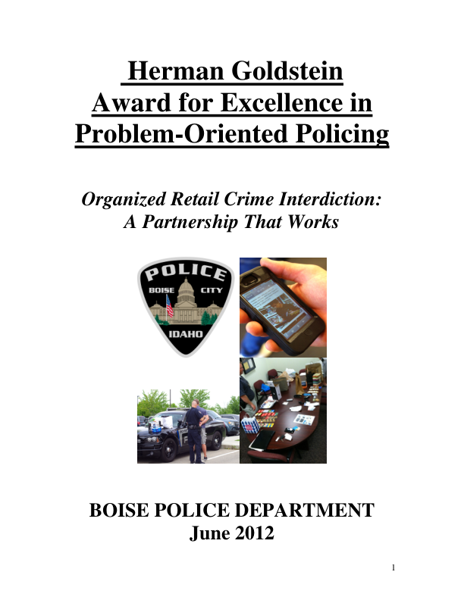 Herman Goldstein
Award for Excellence in
Problem-Oriented Policing
Organized Retail Crime Interdiction:
A Partnership That Works
POLICE
BOISE CITY
IDAHO
BOISE POLICE DEPARTMENT
June 2012
1